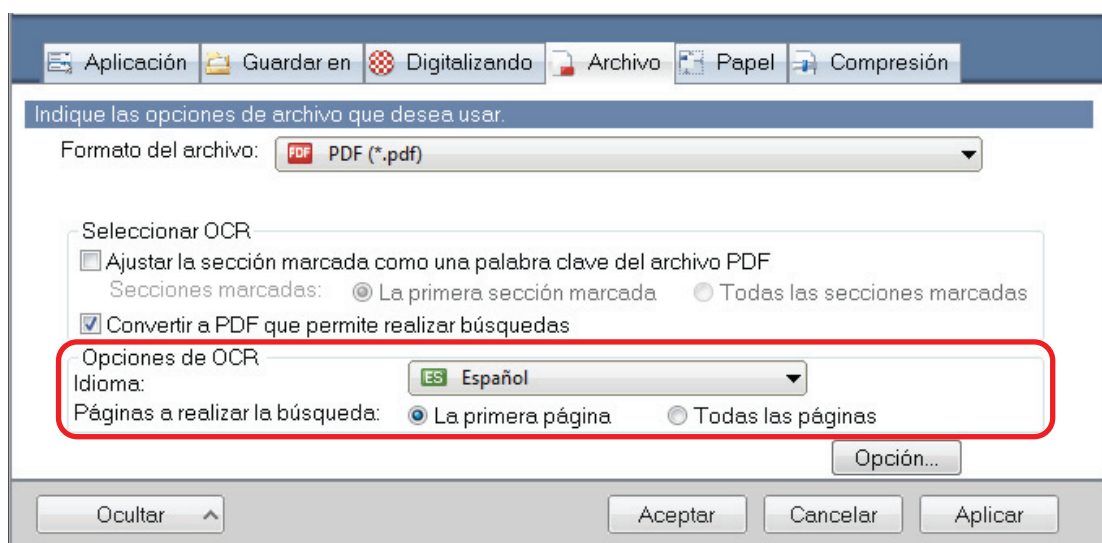 Aplicación Guardar en Digitalizando Archivo Papel Compresión
Indique las opciones de archivo que desea usar.
Formato del archivo: PDF PDF (*.pdf)
Seleccionar OCR
Ajustar la sección marcada como una palabra clave del archivo PDF
Secciones marcadas: La primera sección marcada Todas las secciones marcadas
Convertir a PDF que permite realizar búsquedas
Opciones de OCR
Idioma: ES Español
Páginas a realizar la búsqueda: La primera página Todas las páginas
Opción...
Ocultar Aceptar Cancelar Aplicar